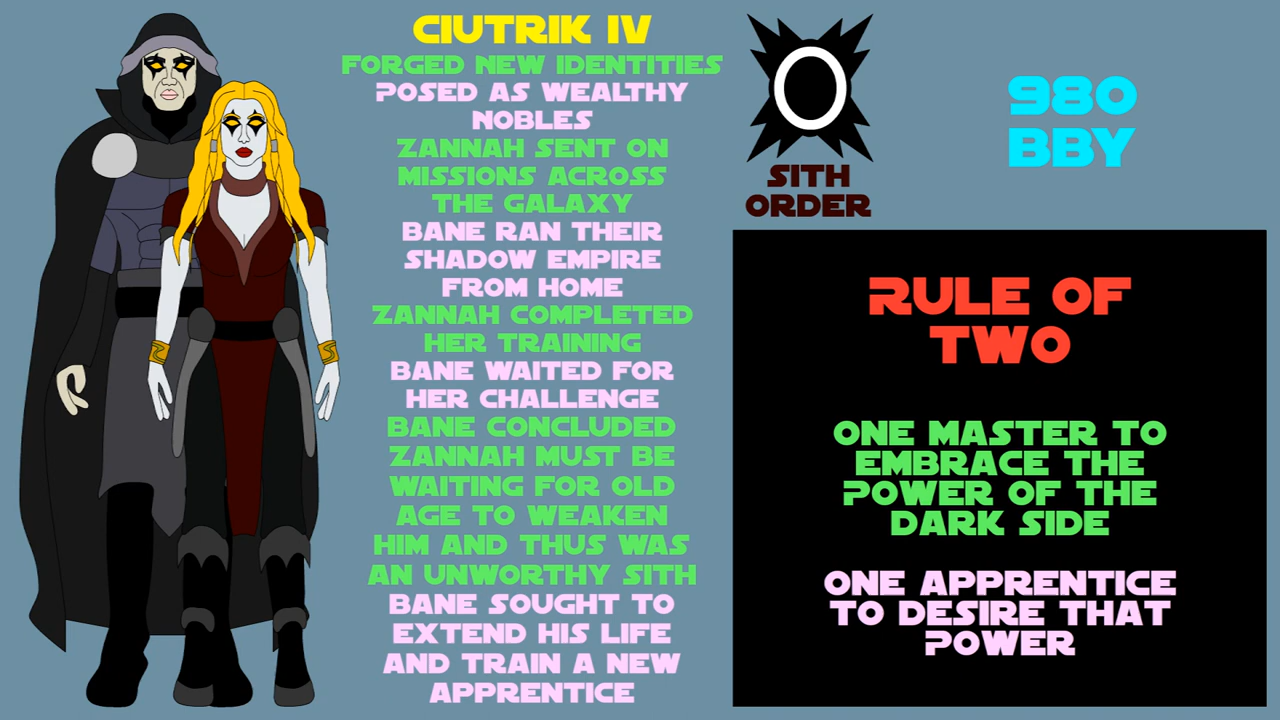 CIUTRIK IV
FORGED NEW IDENTITIES
POSED AS WEALTHY
NOBLES
ZANNAH SENT ON
MISSIONS ACROSS
THE GALAXY
BANE RAN THEIR
SHADOW EMPIRE
FROM HOME
ZANNAH COMPLETED
HER TRAINING
BANE WAITED FOR
HER CHALLENGE
BANE CONCLUDED
ZANNAH MUST BE
WAITING FOR OLD
AGE TO WEAKEN
HIM AND THUS WAS
AN UNWORTHY SITH
BANE SOUGHT TO
EXTEND HIS LIFE
AND TRAIN A NEW
APPRENTICE
SITH
ORDER
980
BBY
RULE OF
TWO
ONE MASTER TO
EMBRACE THE
POWER OF THE
DARK SIDE
ONE APPRENTICE
TO DESIRE THAT
POWER